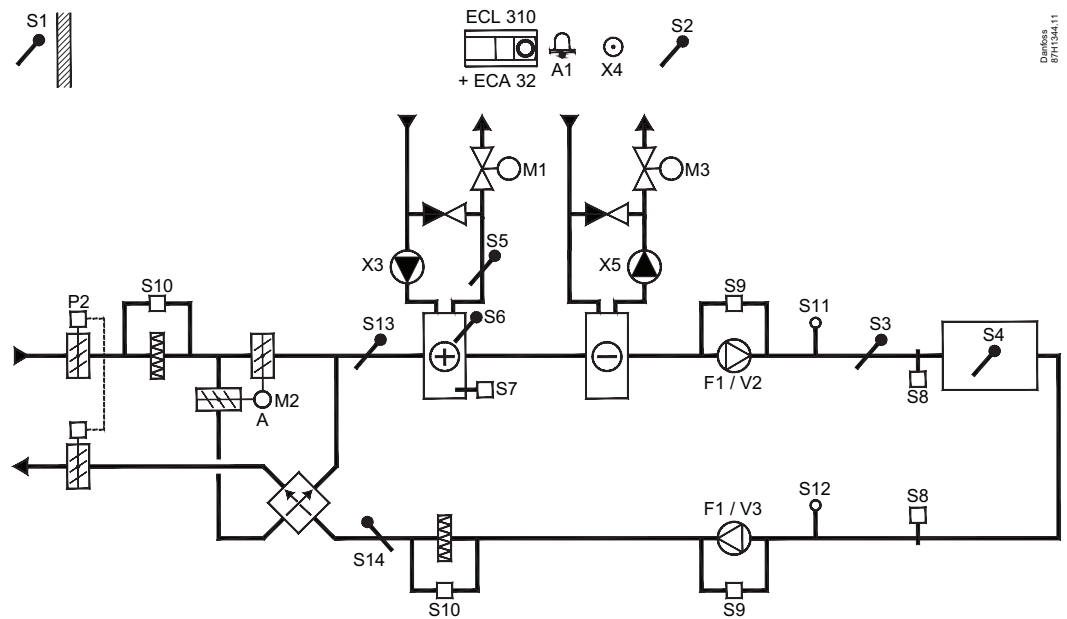 S1
ECL 310
+ ECA 32
A1
X4
S2
Danfoss
87H1344.11
M1
M3
X3
S5
X5
P2
S10
S13
S6
S9
S11
S3
S4
S7
F1 / V2
S8
M2
A
F1 / V3
S12
S8
S14
S10
S9